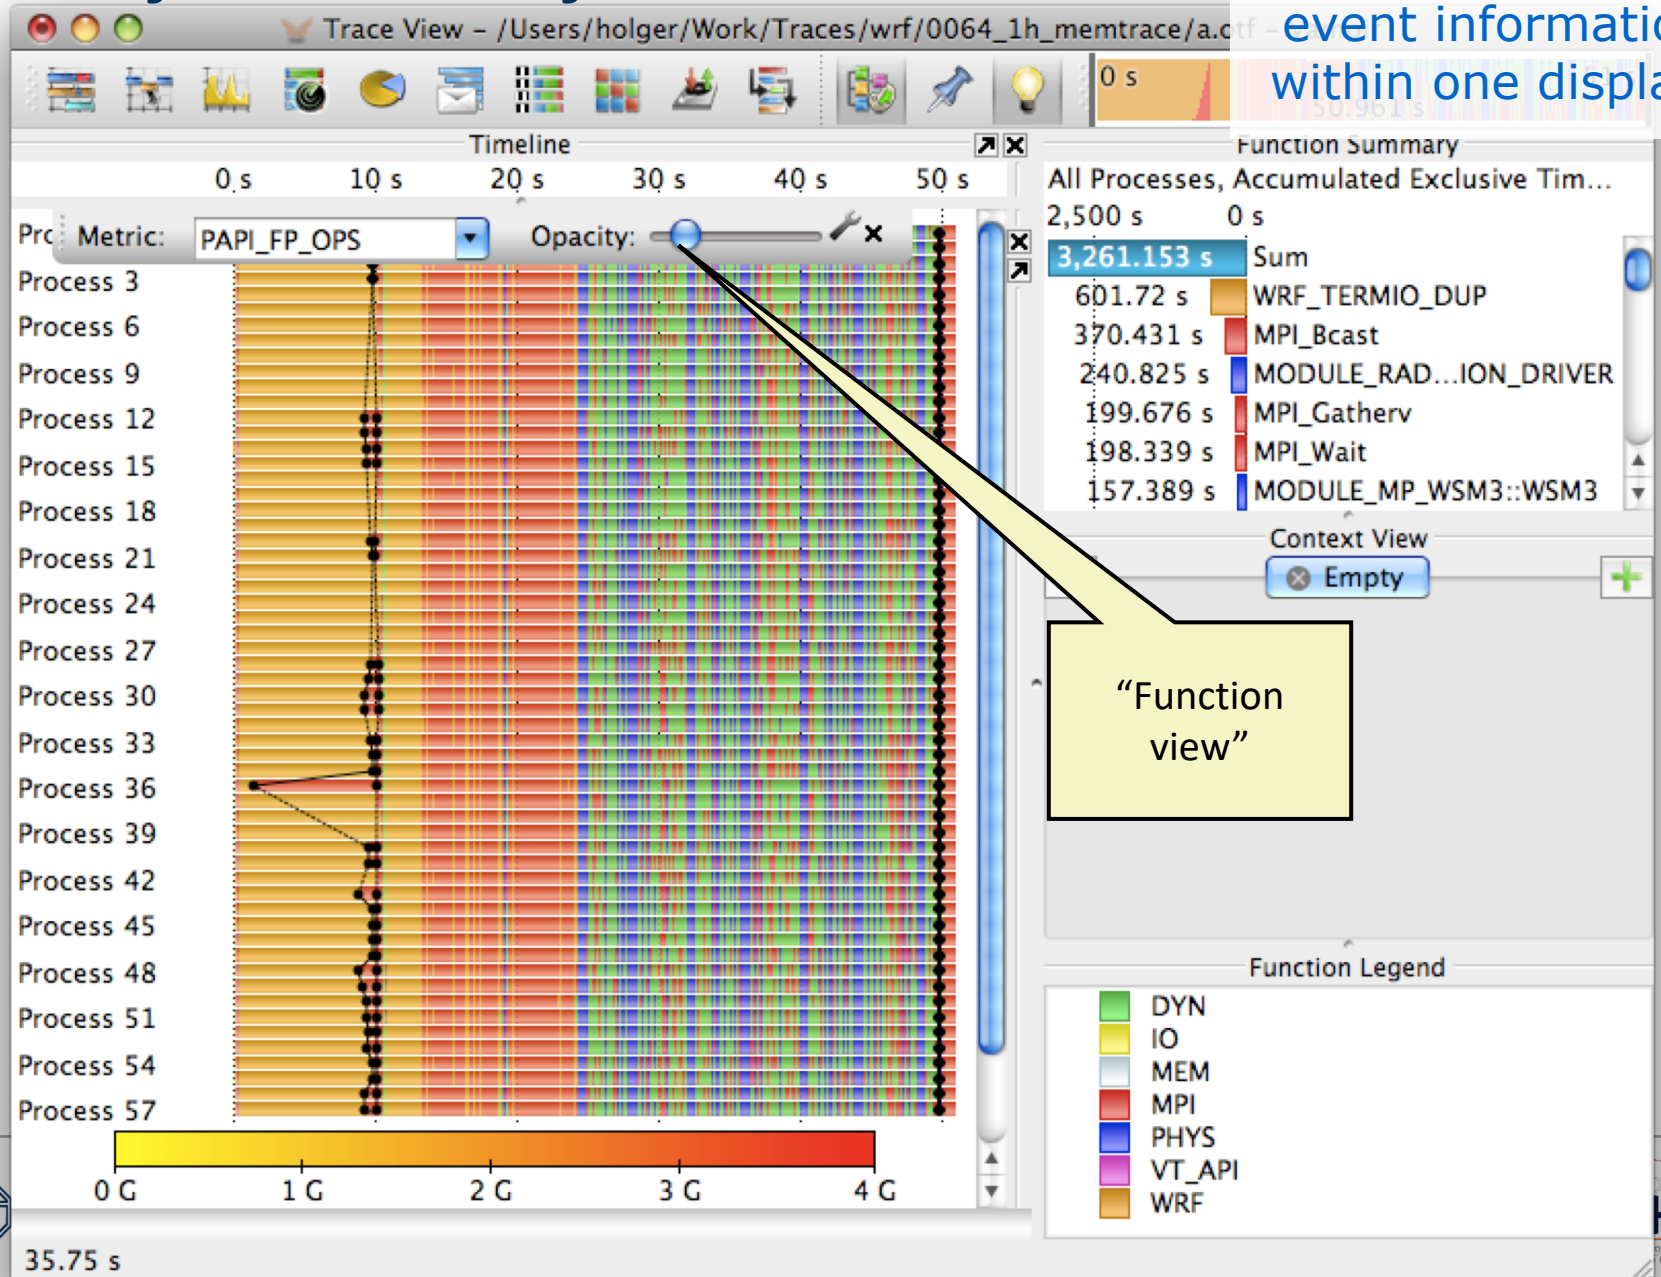 event informatio
within one displa
Trace View – /Users/holger/Work/Traces/wrf/0064_1h_memtrace/a.otf –
0 s
50.961 s
Timeline
0 s 10 s 20 s 30 s 40 s 50 s
Metric: PAPI_FP_OPS Opacity:
Process 3
Process 6
Process 9
Process 12
Process 15
Process 18
Process 21
Process 24
Process 27
Process 30
Process 33
Process 36
Process 39
Process 42
Process 45
Process 48
Process 51
Process 54
Process 57
0 G 1 G 2 G 3 G 4 G
35.75 s
Function Summary
All Processes, Accumulated Exclusive Tim...
2,500 s 0 s
3,261.153 s Sum
601.72 s WRF_TERMIO_DUP
370.431 s MPI_Bcast
240.825 s MODULE_RAD...ION_DRIVER
199.676 s MPI_Gatherv
198.339 s MPI_Wait
157.389 s MODULE_MP_WSM3::WSM3
Context View
Empty
“Function
view”
Function Legend
DYN
IO
MEM
MPI
PHYS
VT_API
WRF